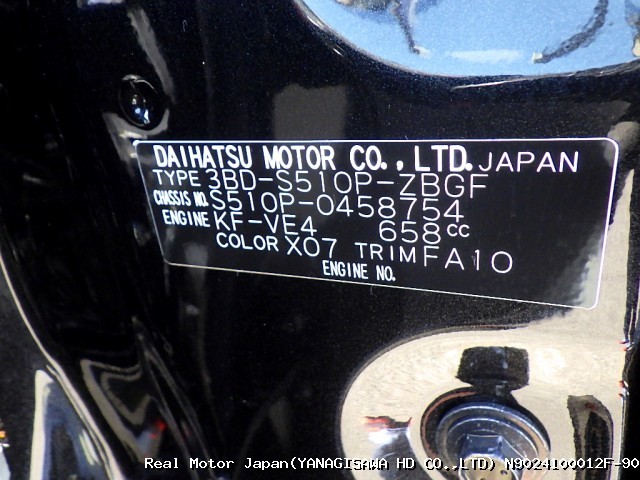 DAIHATSU MOTOR CO.,LTD. JAPAN
TYPE 3BD-S510P-ZBGF
CHASSIS NO. S510P-0458754
ENGINE KF-VE4 658cc
COLOR X07 TRIM FA10
ENGINE NO.
Real Motor Japan(YANAGISAWA HD CO.,LTD) N9024100012F-90